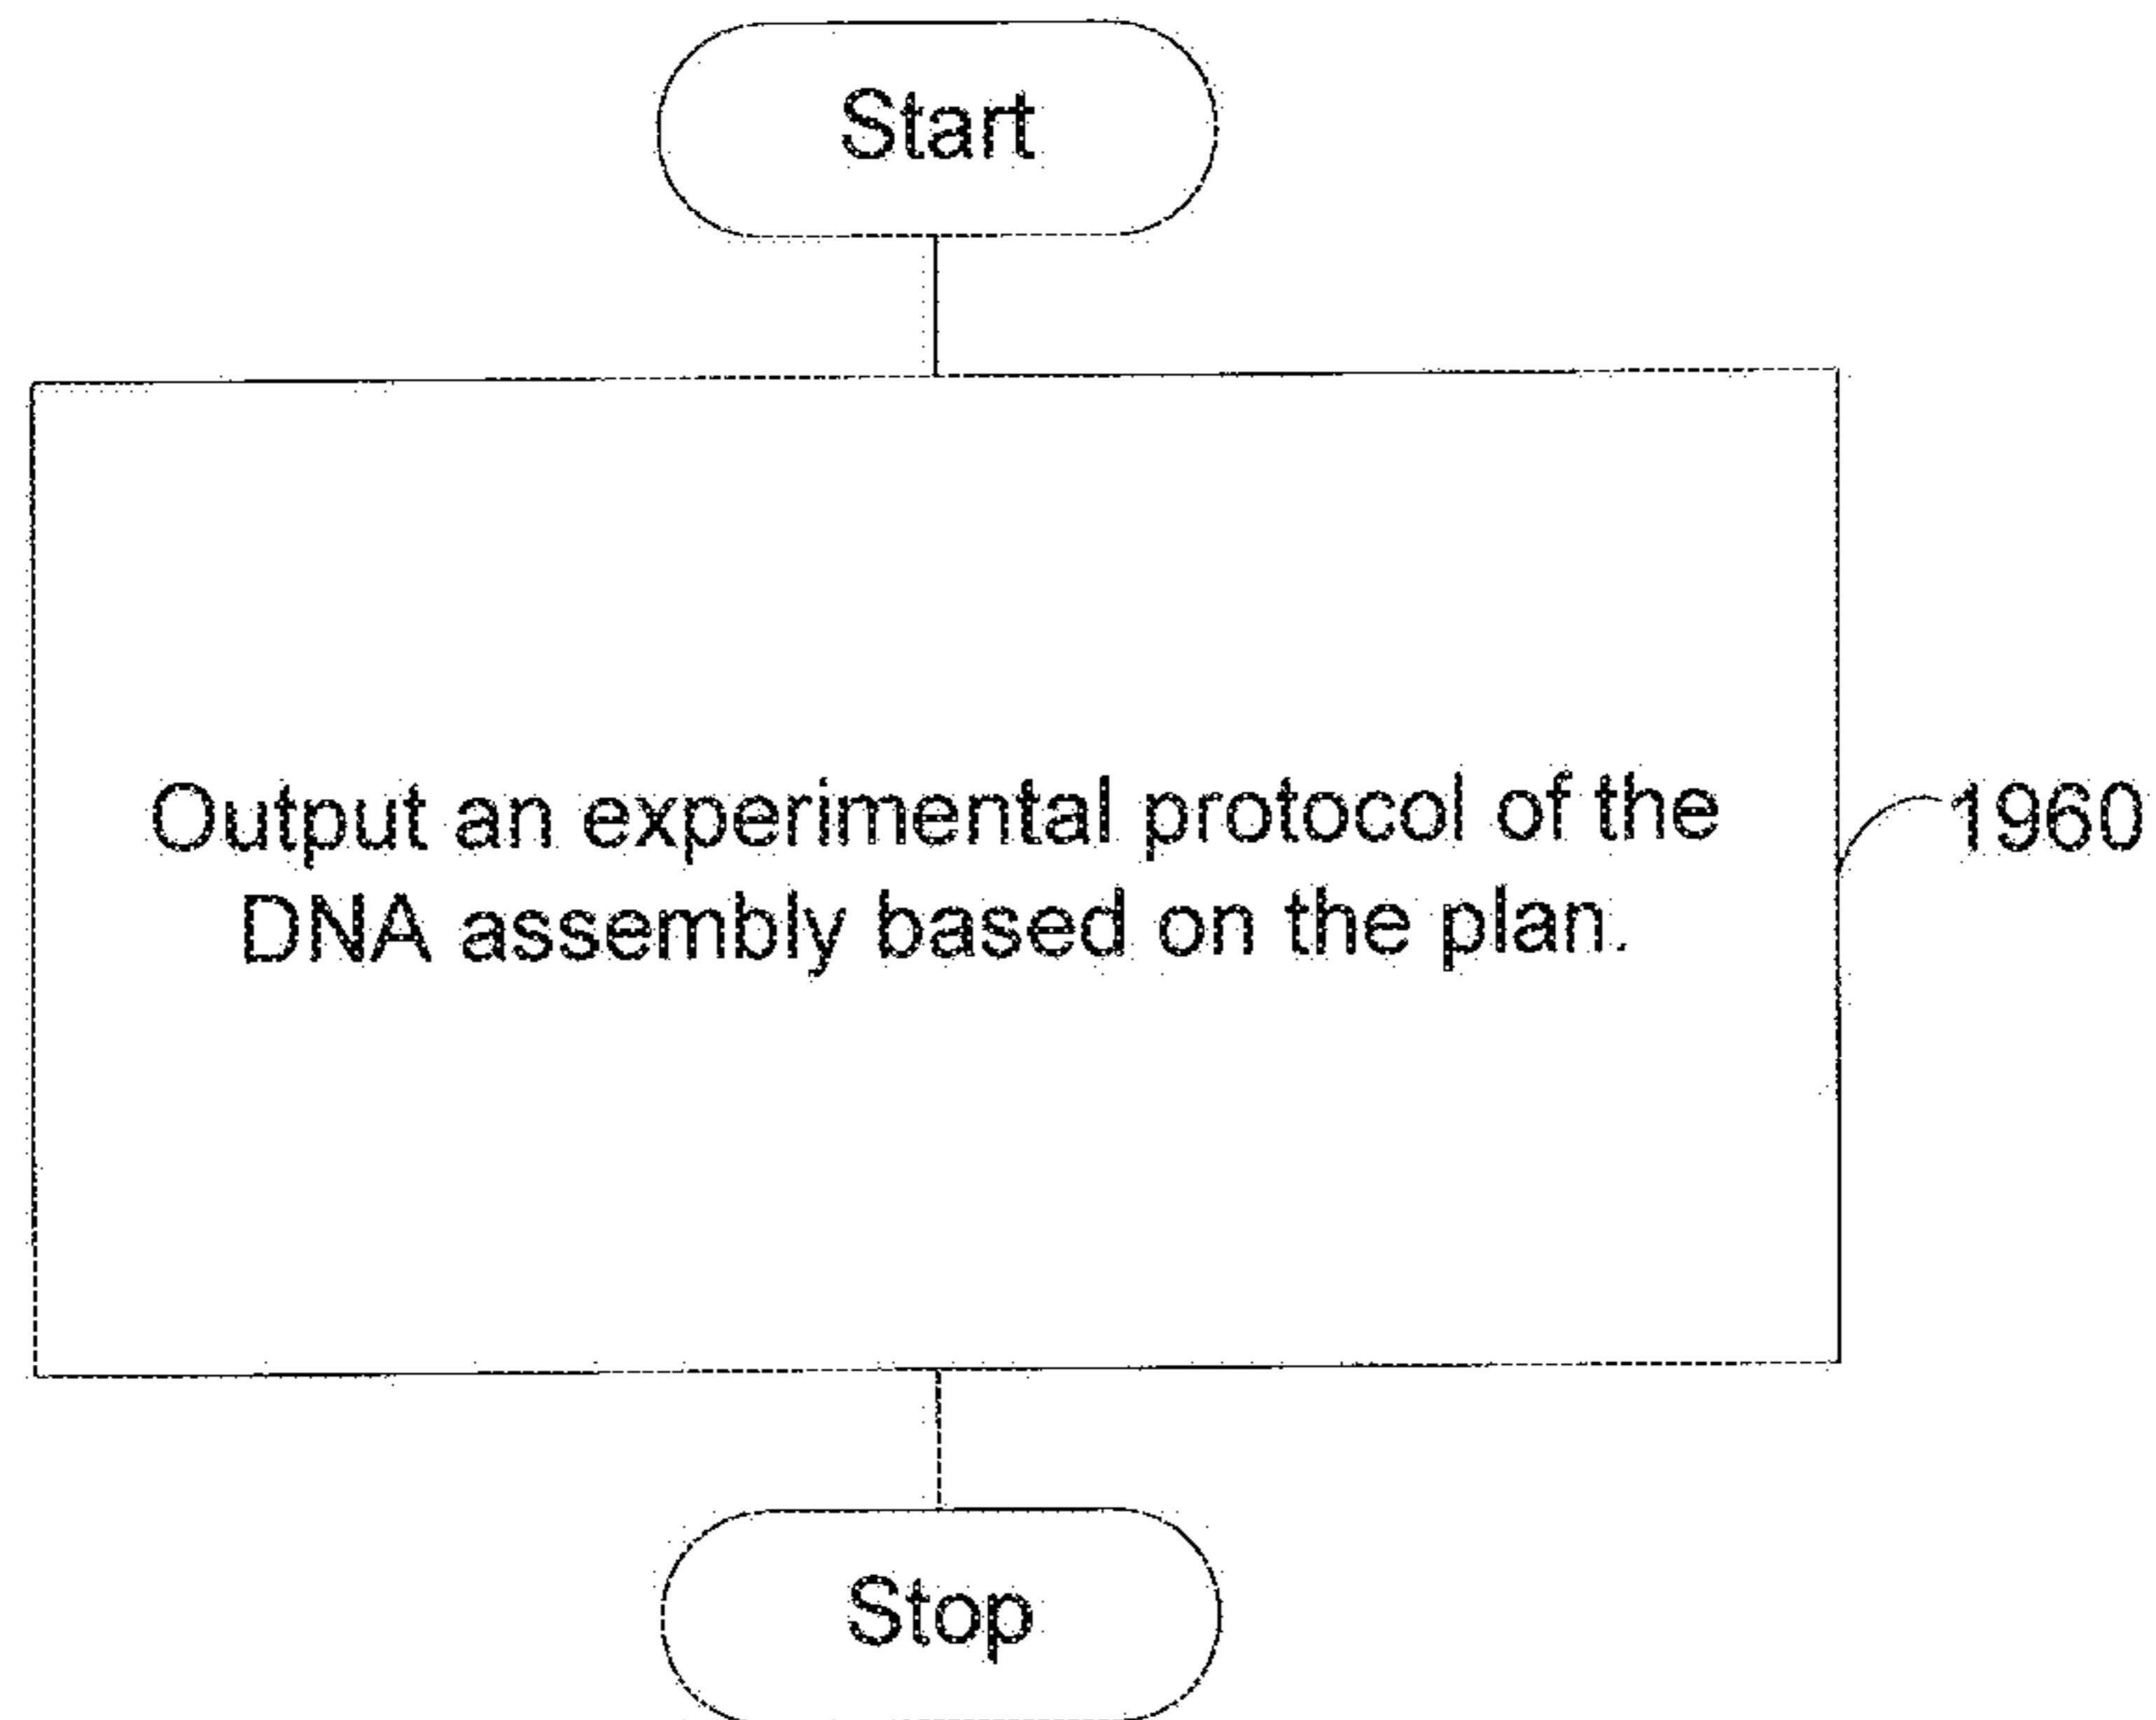 Start
Output an experimental protocol of the
DNA assembly based on the plan.
1960
Stop